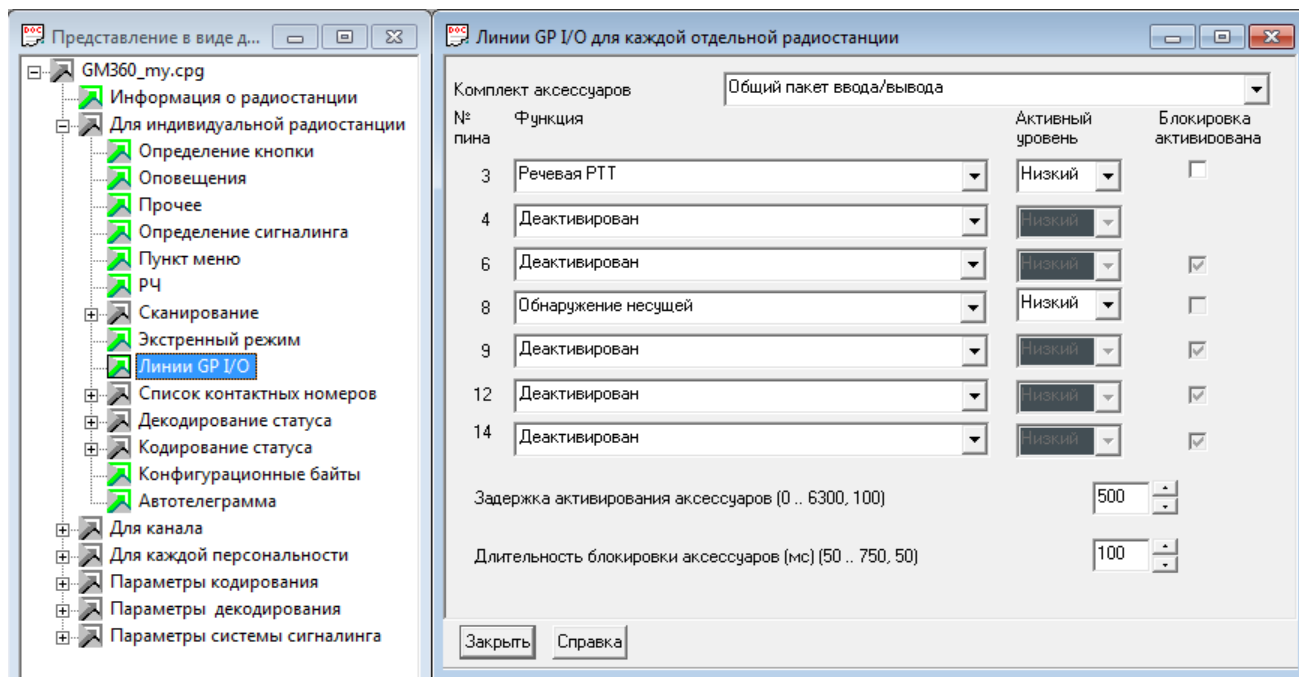 Представление в виде д...
GM360_my.cpg
Информация о радиостанции
Для индивидуальной радиостанции
Определение кнопки
Оповещения
Прочее
Определение сигналинга
Пункт меню
РЧ
Сканирование
Экстренный режим
Линии GP I/O
Список контактных номеров
Декодирование статуса
Кодирование статуса
Конфигурационные байты
Автотелеграмма
Для канала
Для каждой персональности
Параметры кодирования
Параметры декодирования
Параметры системы сигналинга
Линии GP I/O для каждой отдельной радиостанции
Комплект аксессуаров Общий пакет ввода/вывода
№ пина Функция Активный уровень Блокировка активирована
3 Речевая PTT Низкий
4 Деактивирован Низкий
6 Деактивирован Низкий
8 Обнаружение несущей Низкий
9 Деактивирован Низкий
12 Деактивирован Низкий
14 Деактивирован Низкий
Задержка активирования аксессуаров (0 .. 6300, 100) 500
Длительность блокировки аксессуаров (мс) (50 .. 750, 50) 100
Закрыть Справка